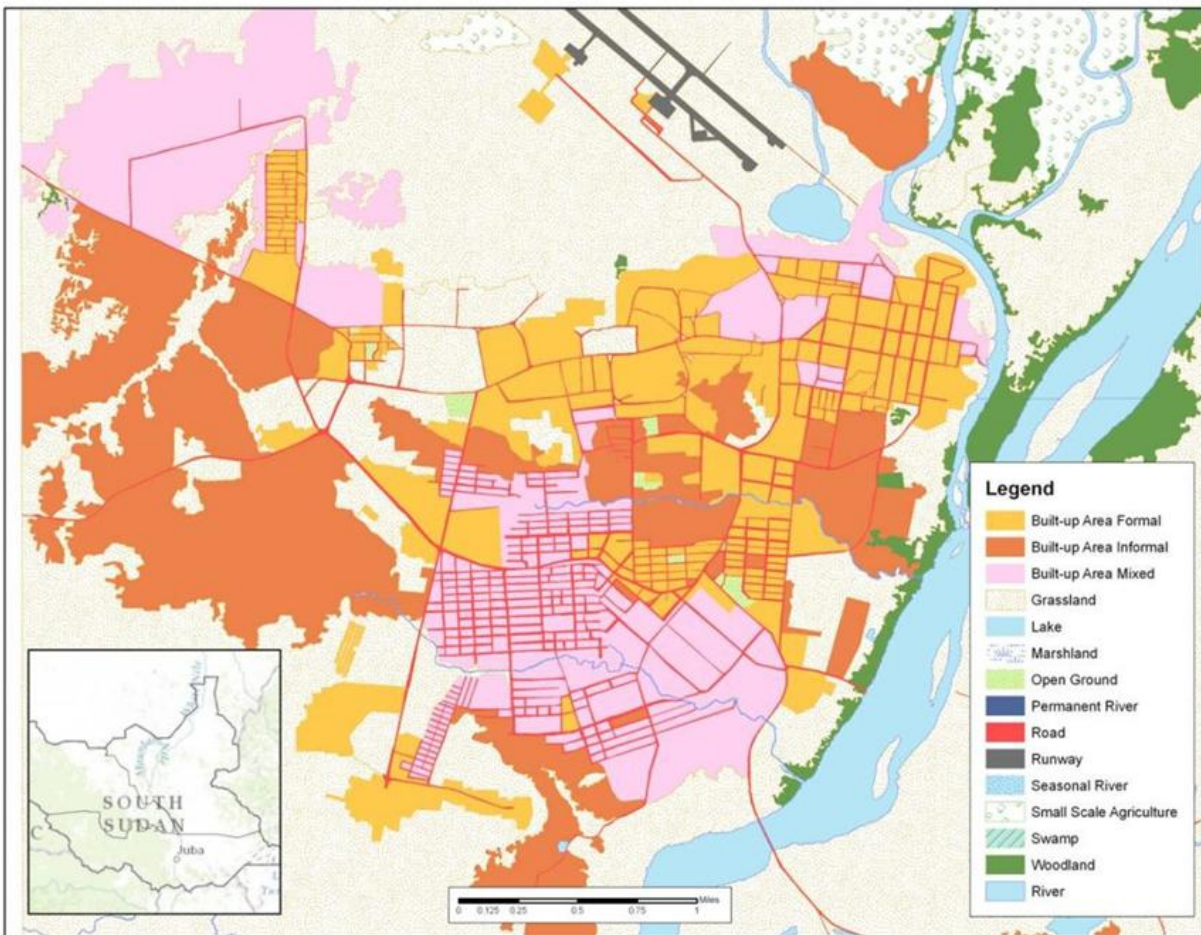 Legend
Built-up Area Formal
Built-up Area Informal
Built-up Area Mixed
Grassland
Lake
Marshland
Open Ground
Permanent River
Road
Runway
Seasonal River
Small Scale Agriculture
Swamp
Woodland
River
SOUTH
SUDAN
Juba
Miles
0 0.125 0.25 0.5 0.75 1